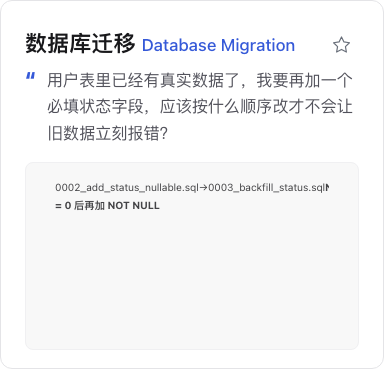 数据库迁移 Database Migration
“
用户表里已经有真实数据了，我要再加一个
必填状态字段，应该按什么顺序改才不会让
旧数据立刻报错？
0002_add_status_nullable.sql→0003_backfill_status.sql
= 0 后再加 NOT NULL